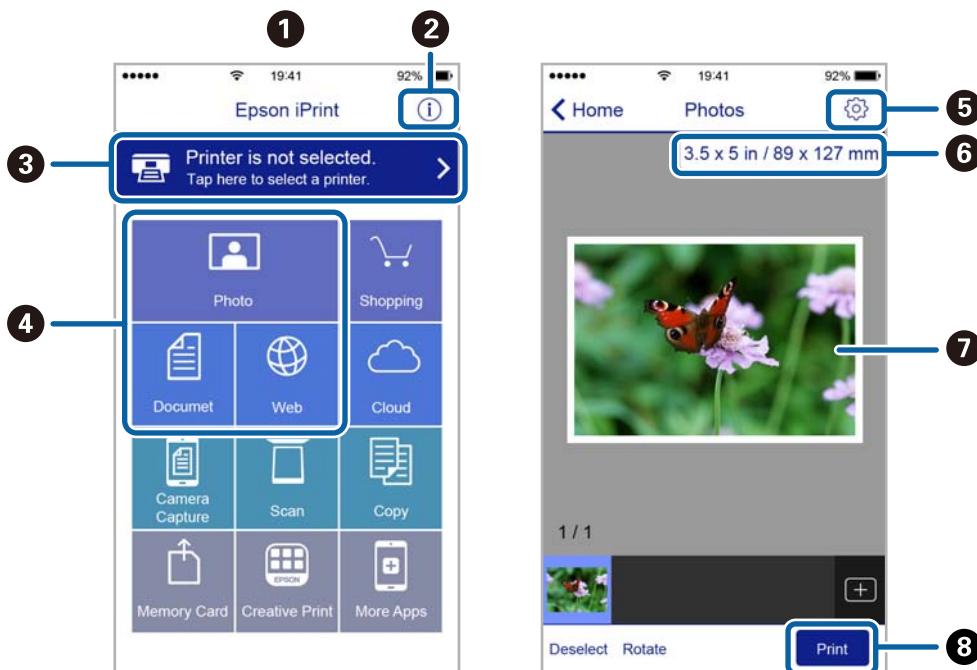 1
2
19:41
92%
Epson iPrint
3
Printer is not selected.
Tap here to select a printer.
4
Photo
Shopping
Documet
Web
Cloud
Camera
Capture
Scan
Copy
EPSON
Memory Card
Creative Print
More Apps
19:41
92%
Home
Photos
5
3.5 x 5 in / 89 x 127 mm
6
7
1 / 1
Deselect
Rotate
Print
8